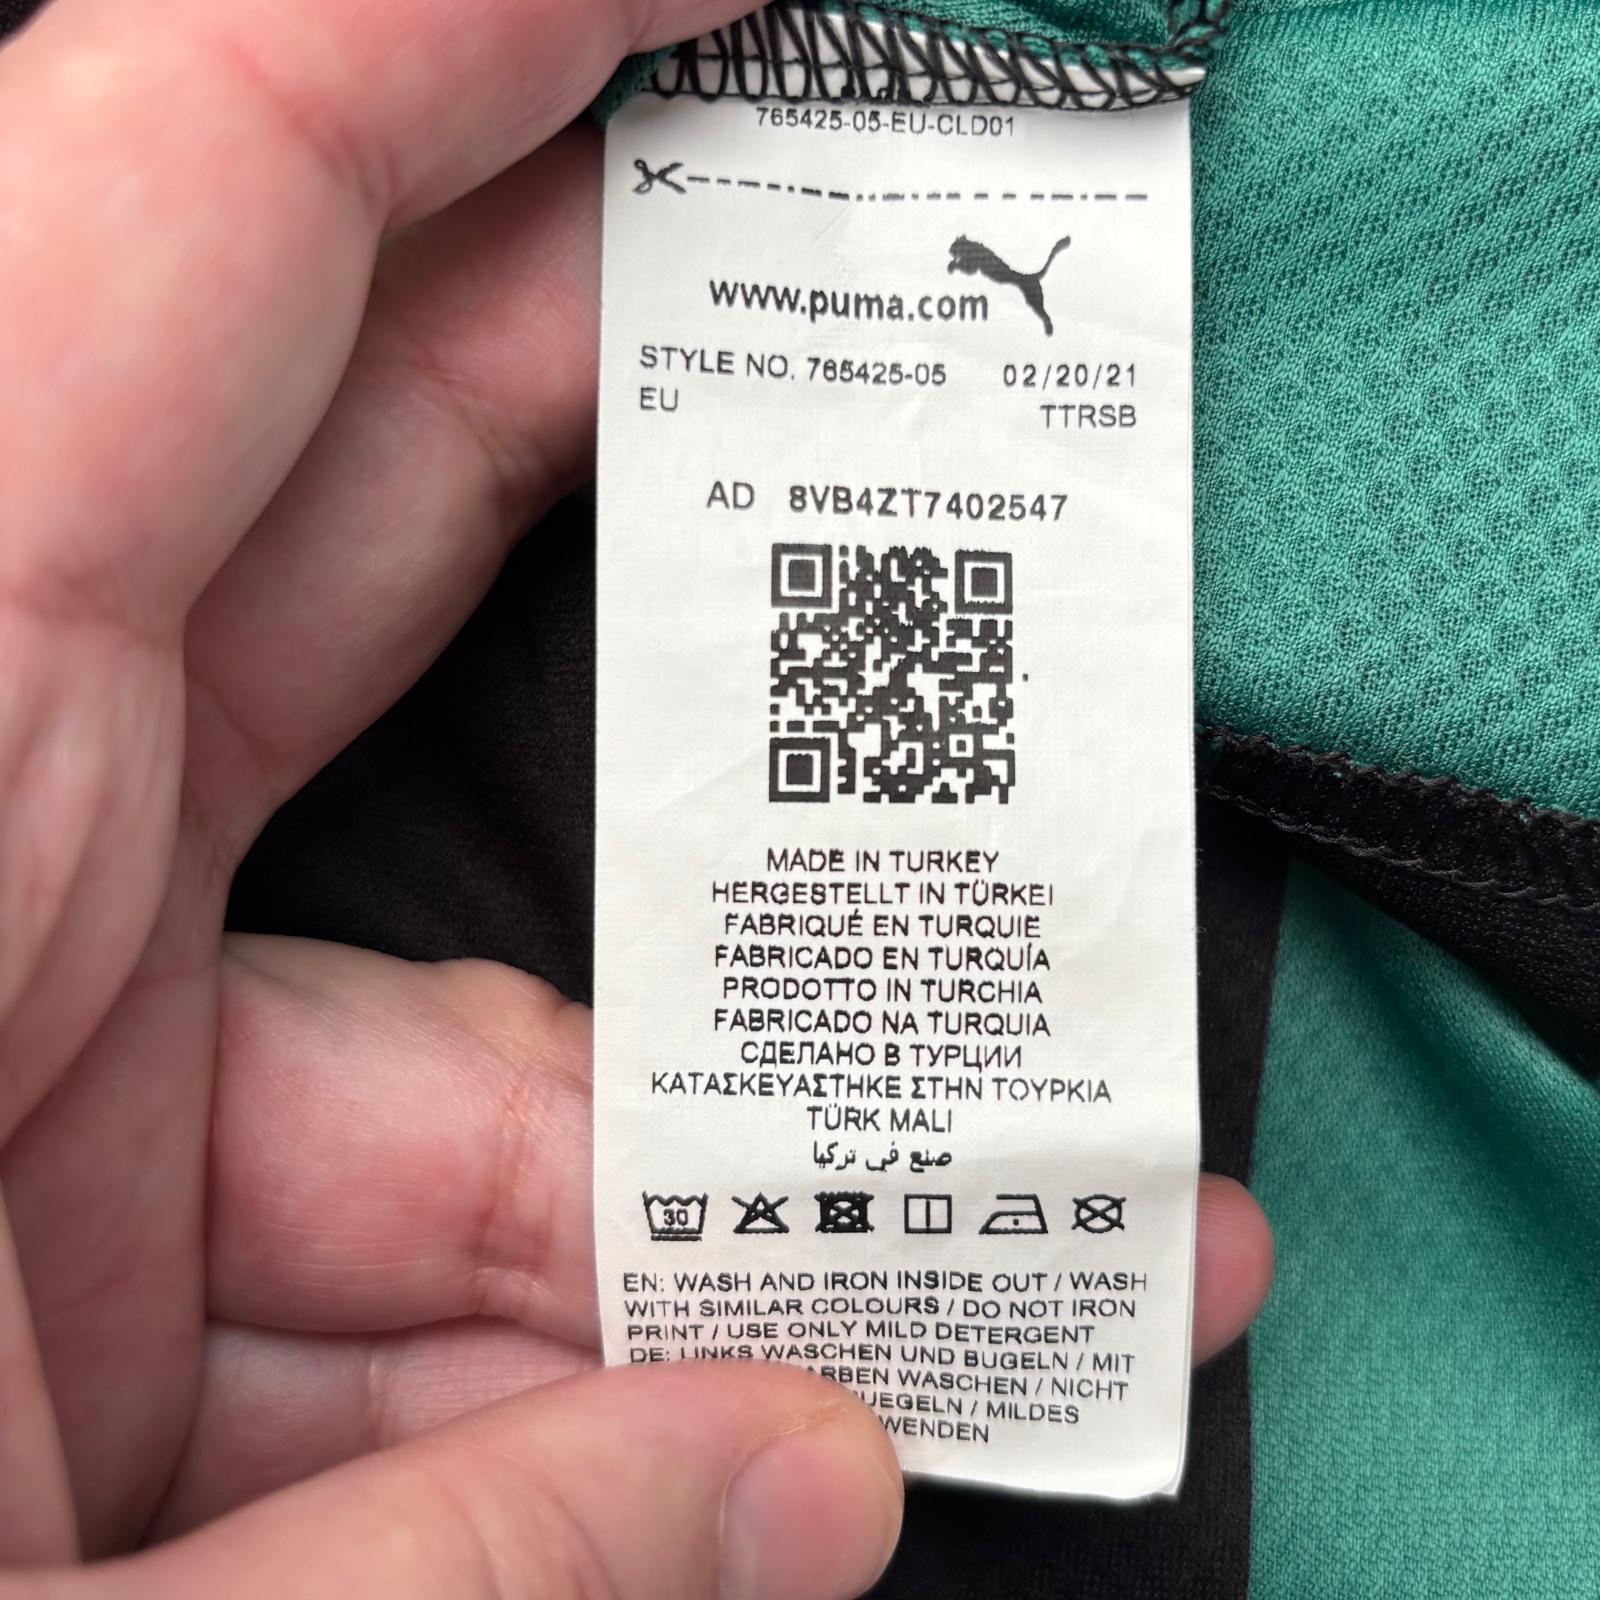 765425-05-EU-CLD01
www.puma.com
STYLE NO. 765425-05 02/20/21
EU TTRSB
AD 8VB4ZT7402547
MADE IN TURKEY
HERGESTELLT IN TÜRKEI
FABRIQUÉ EN TURQUIE
FABRICADO EN TURQUÍA
PRODOTTO IN TURCHIA
FABRICADO NA TURQUIA
СДЕЛАНО В ТУРЦИИ
ΚΑΤΑΣΚΕΥΑΣΤΗΚΕ ΣΤΗΝ ΤΟΥΡΚΙΑ
TÜRK MALI
صنع في تركيا
30
EN: WASH AND IRON INSIDE OUT / WASH
WITH SIMILAR COLOURS / DO NOT IRON
PRINT / USE ONLY MILD DETERGENT
DE: LINKS WASCHEN UND BUGELN / MIT
WASCHEN / NICHT
/ MILDES